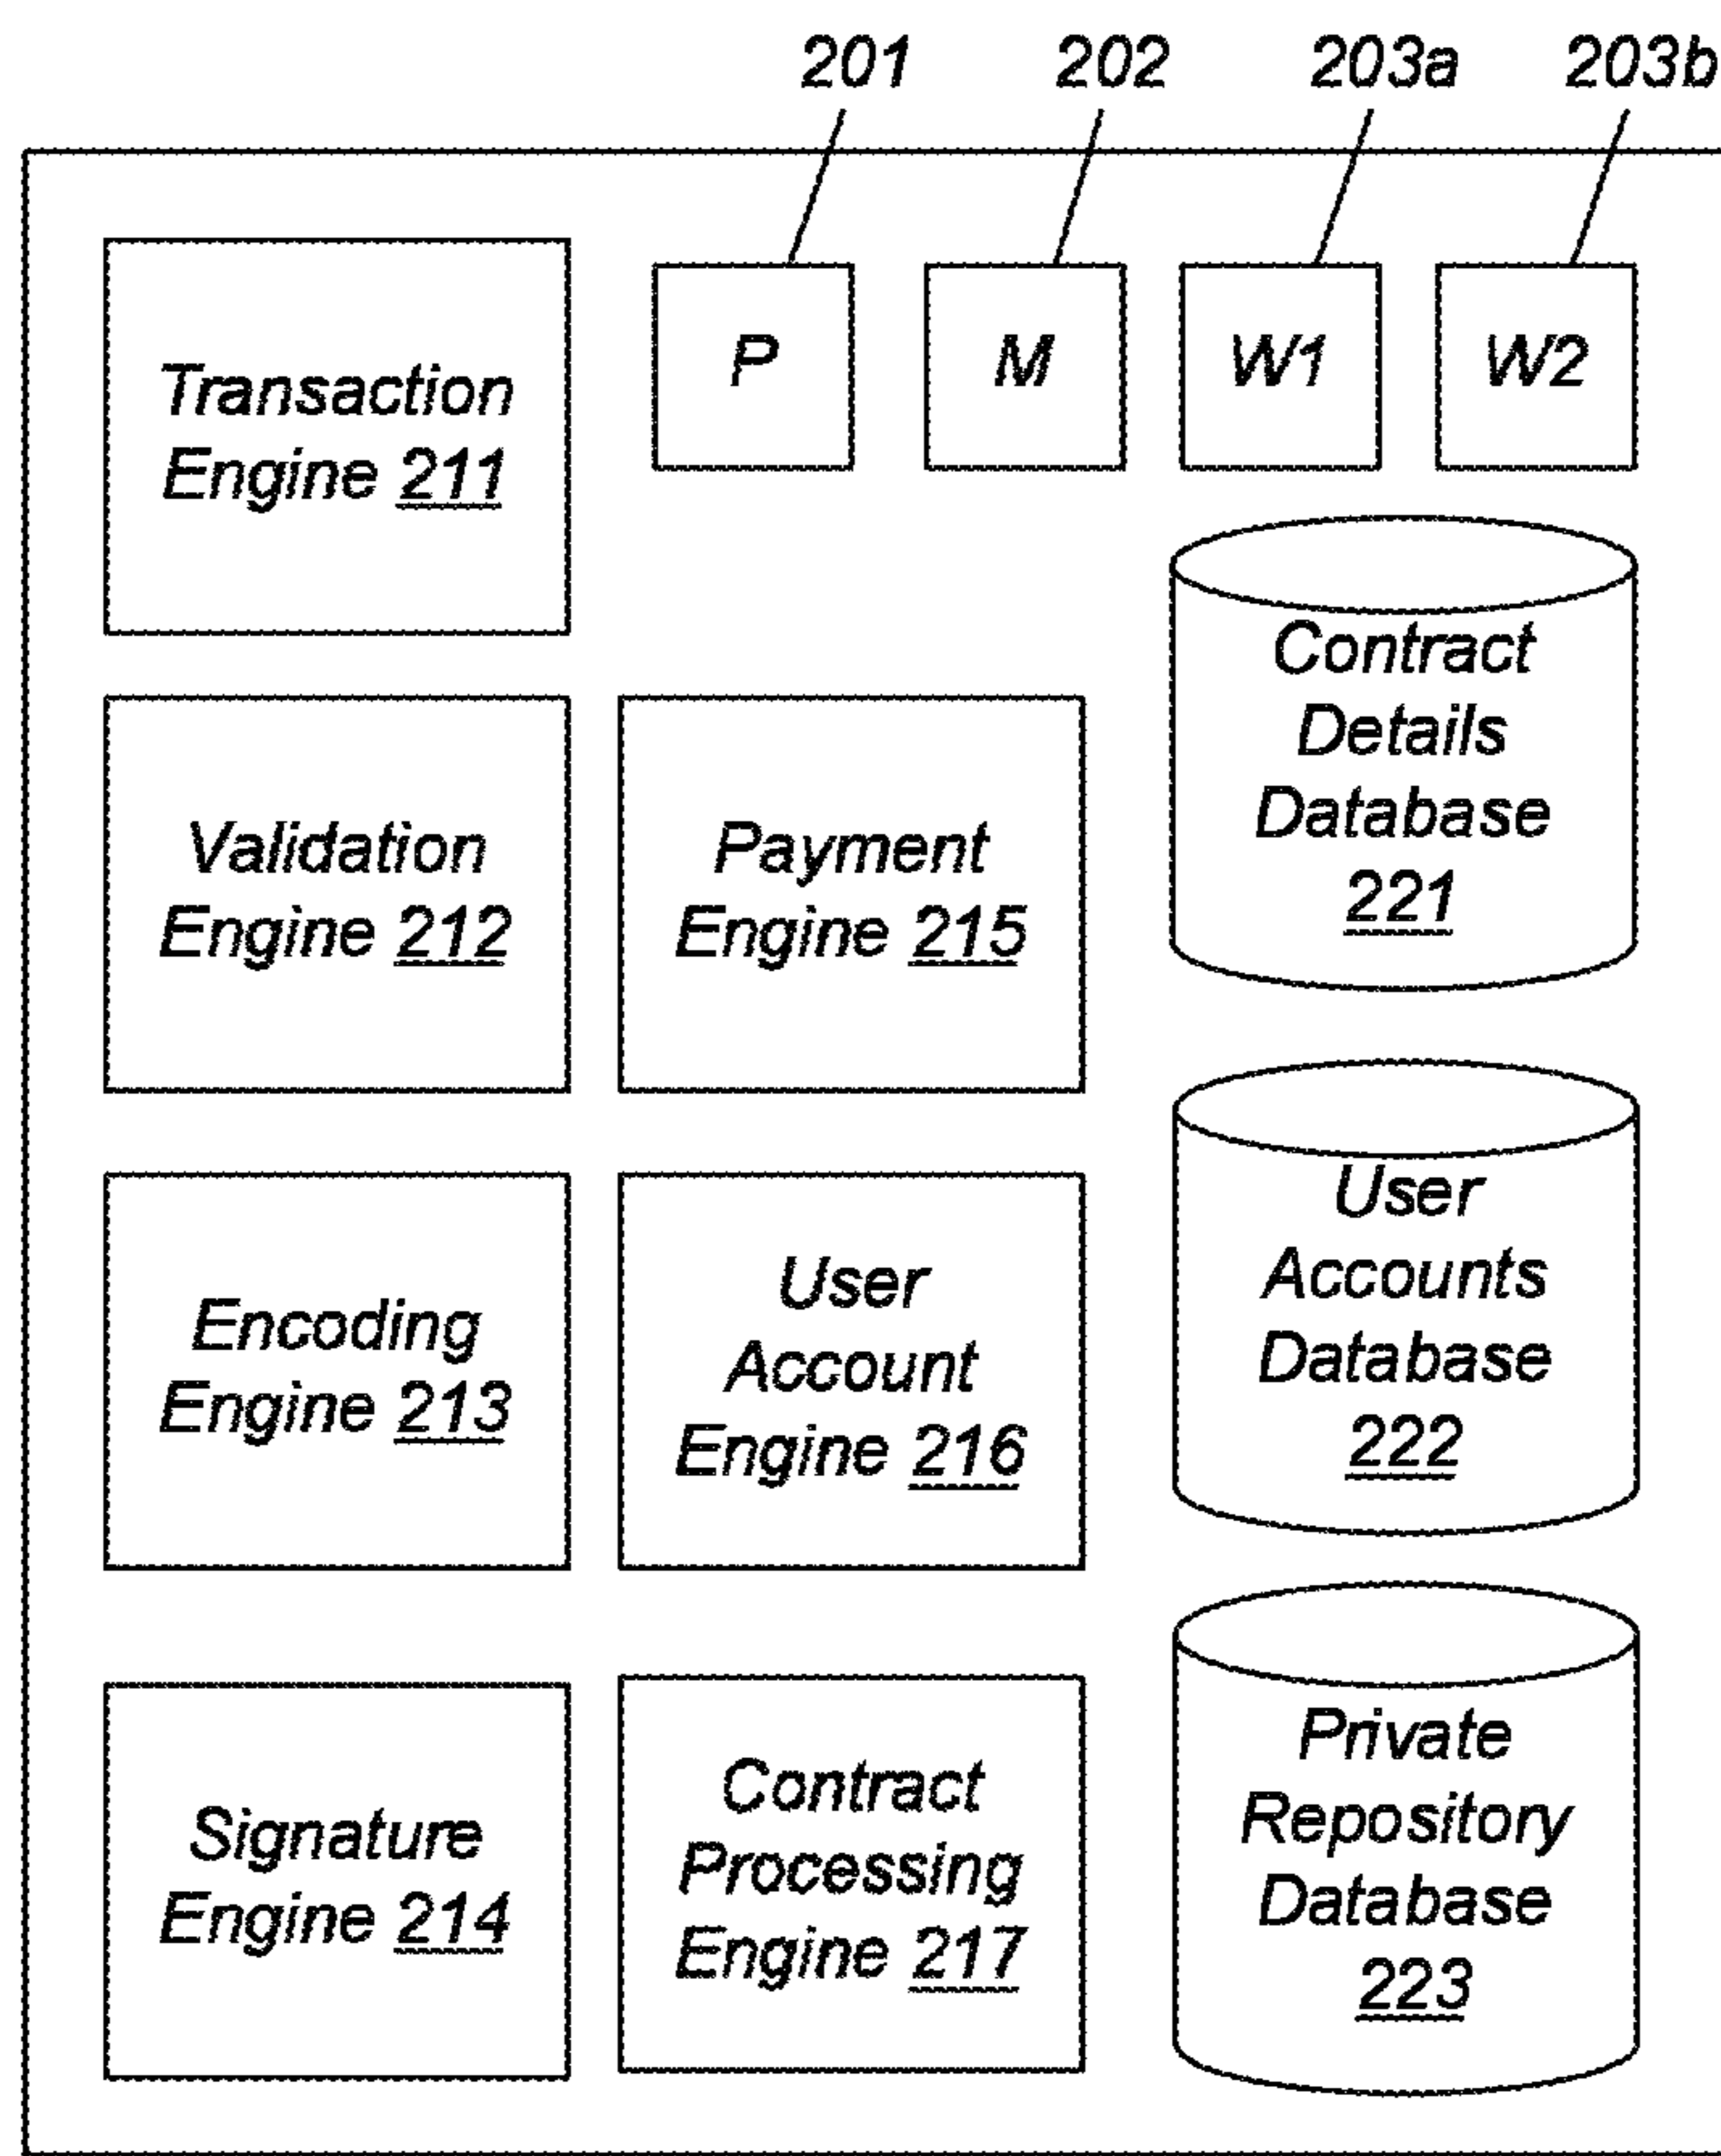 201 202 203a 203b
P M W1 W2
Transaction
Engine 211
Contract
Details
Database
221
Validation
Engine 212
Payment
Engine 215
User
Accounts
Database
222
Encoding
Engine 213
User
Account
Engine 216
Private
Repository
Database
223
Signature
Engine 214
Contract
Processing
Engine 217